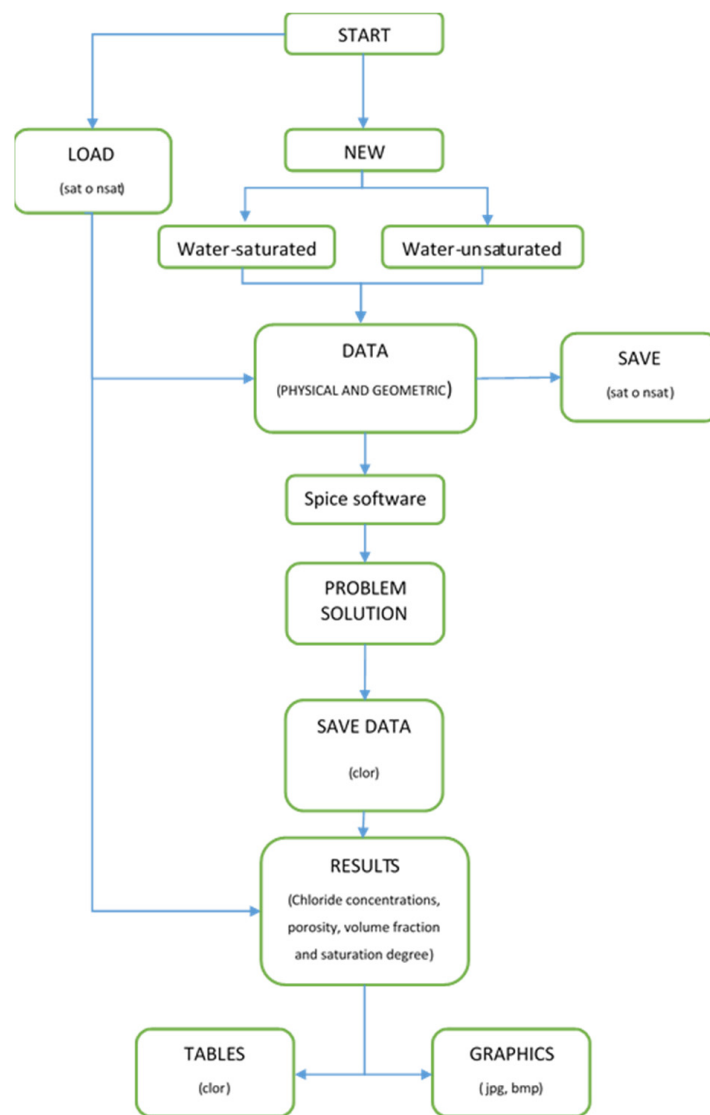 START
LOAD
(sat o nsat)
NEW
Water-saturated
Water-unsaturated
DATA
(PHYSICAL AND GEOMETRIC)
SAVE
(sat o nsat)
Spice software
PROBLEM
SOLUTION
SAVE DATA
(clor)
RESULTS
(Chloride concentrations,
porosity, volume fraction
and saturation degree)
TABLES
(clor)
GRAPHICS
(jpg, bmp)